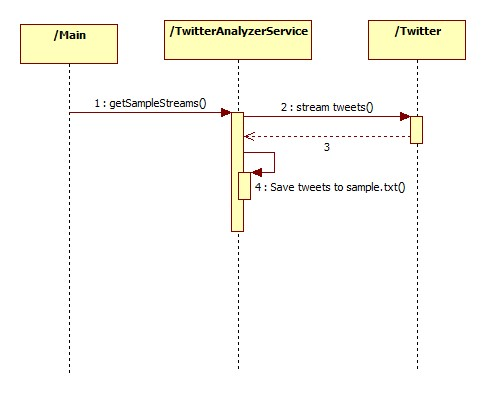 /Main
/TwitterAnalyzerService
/Twitter
1 : getSampleStreams()
2 : stream tweets()
3
4 : Save tweets to sample.txt()